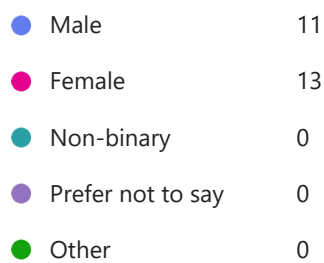 Male 11
Female 13
Non-binary 0
Prefer not to say 0
Other 0